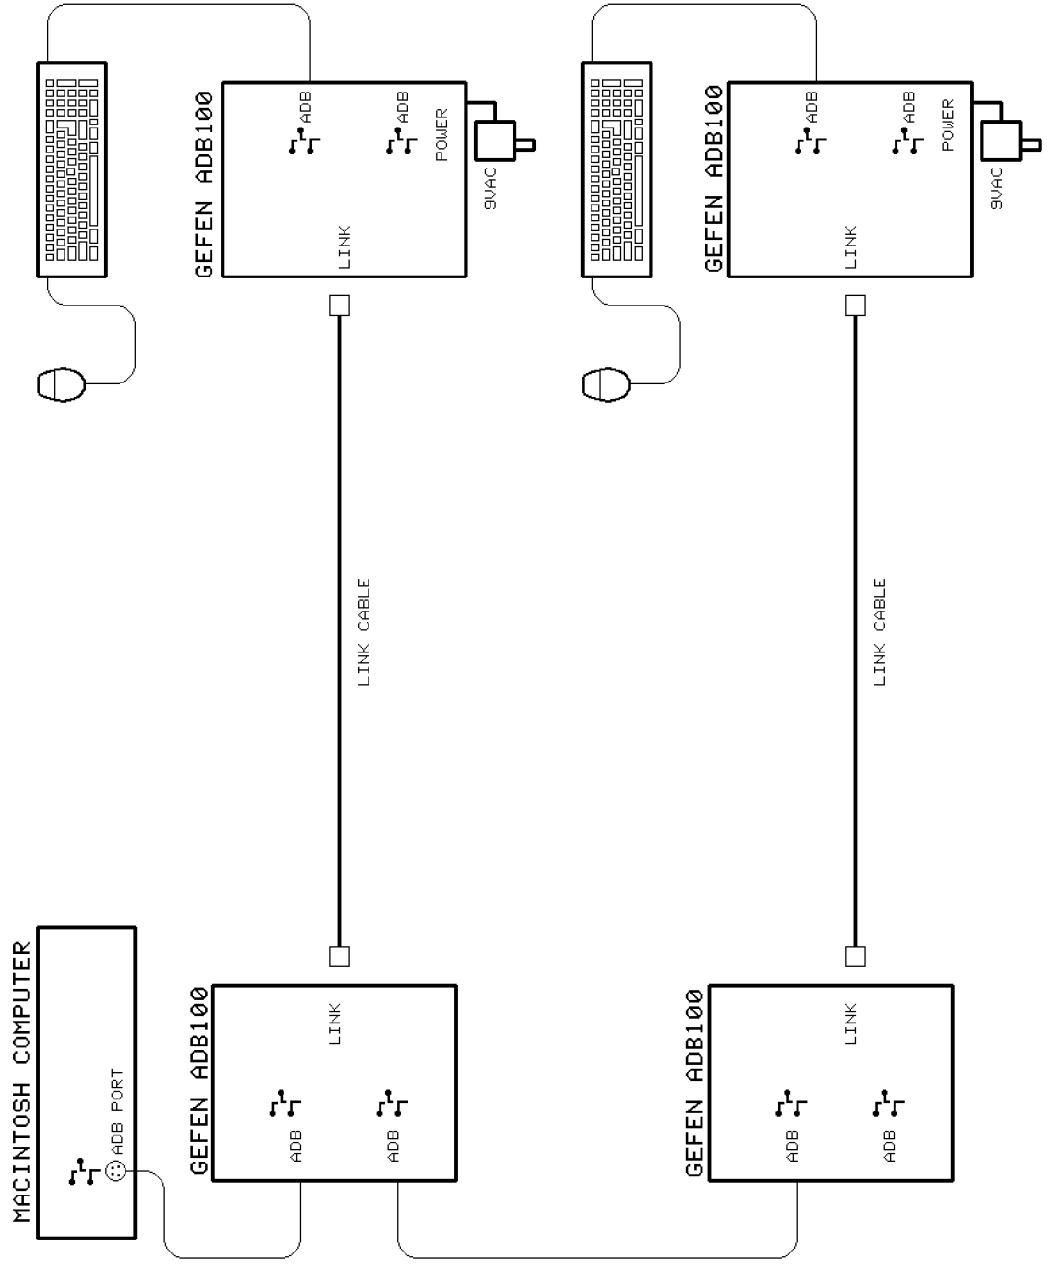 MACINTOSH COMPUTER
ADB PORT
GEFEN ADB100
ADB
LINK
ADB
LINK CABLE
GEFEN ADB100
ADB
LINK
ADB
POWER
9VAC
GEFEN ADB100
ADB
LINK
ADB
LINK CABLE
GEFEN ADB100
ADB
LINK
ADB
POWER
9VAC